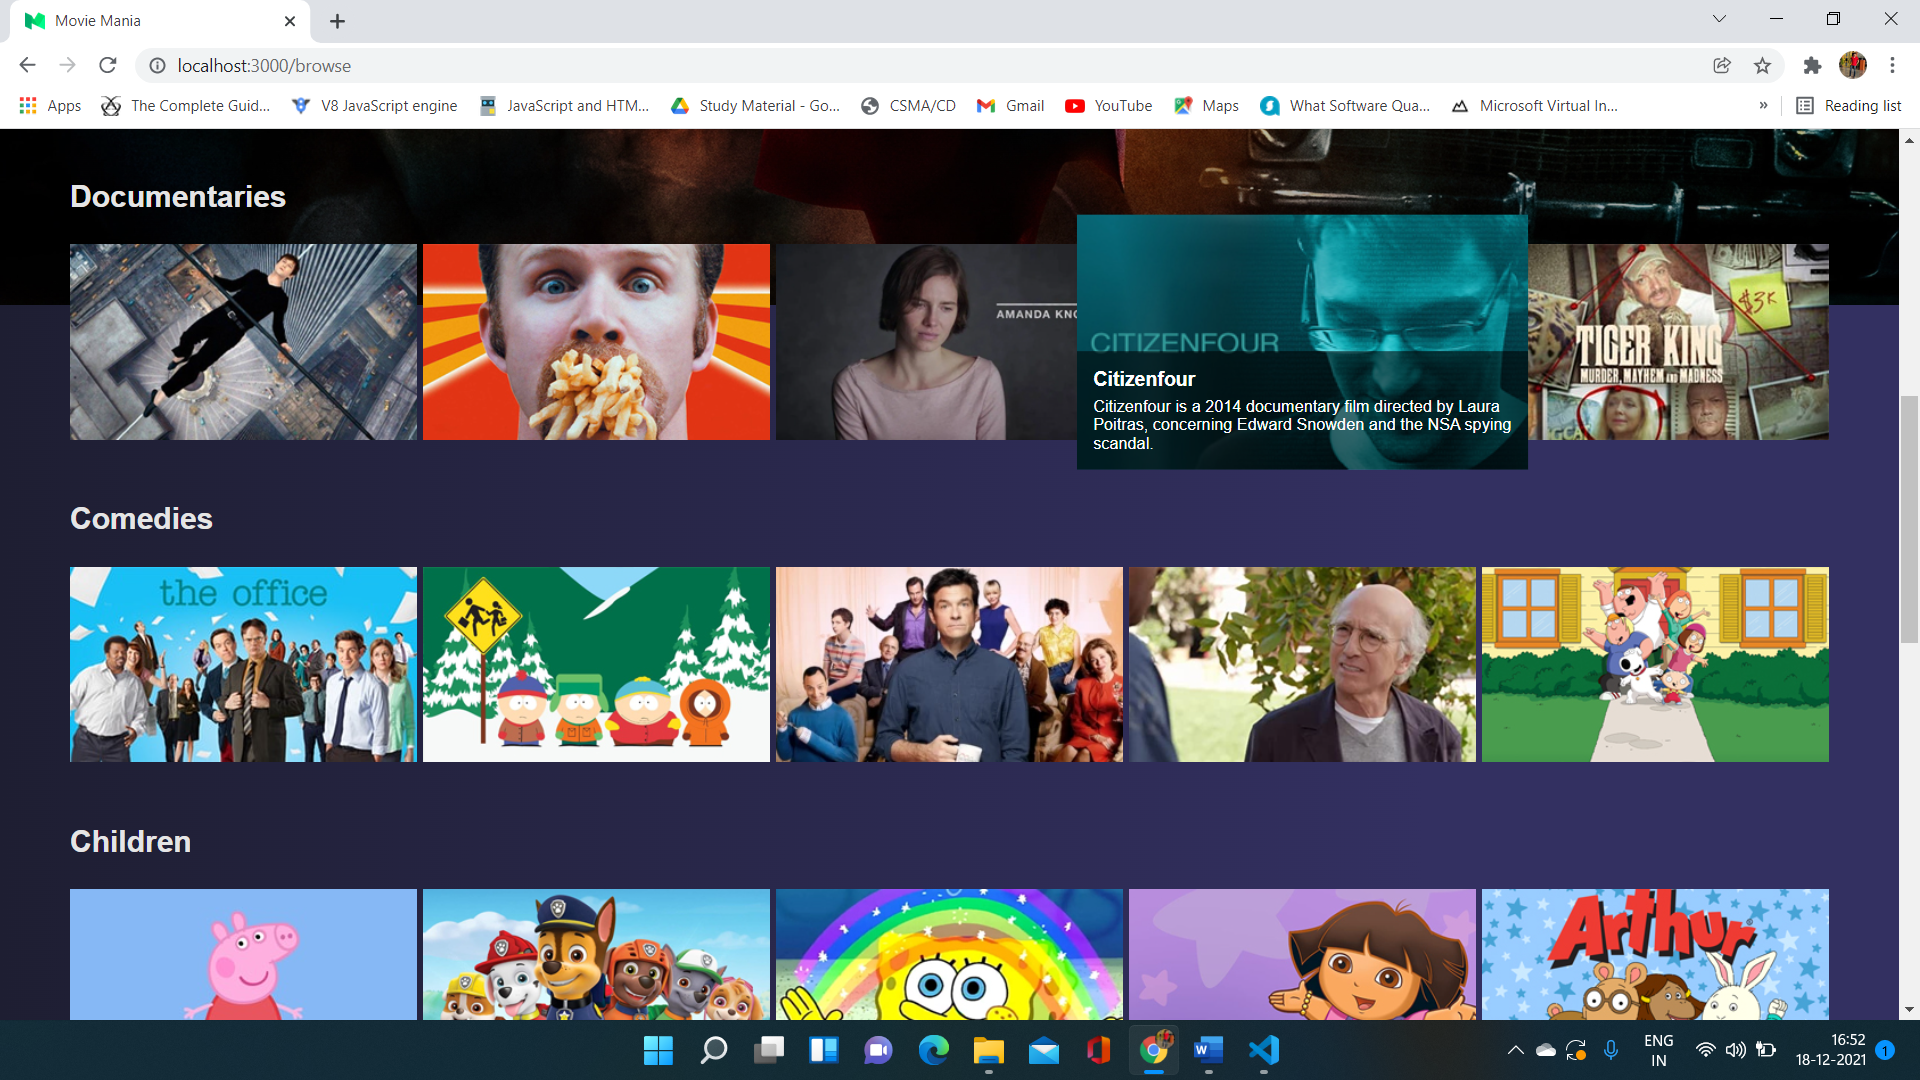 Movie Mania
localhost:3000/browse
Apps
The Complete Guid...
V8 JavaScript engine
JavaScript and HTM...
Study Material - Go...
CSMA/CD
Gmail
YouTube
Maps
What Software Qua...
Microsoft Virtual In...
»
Reading list
Documentaries
AMANDA KNO
CITIZENFOUR
Citizenfour
Citizenfour is a 2014 documentary film directed by Laura
Poitras, concerning Edward Snowden and the NSA spying
scandal.
$3K
TIGER KING
MURDER, MAYHEM AND MADNESS
Comedies
the office
Children
Arthur
ENG
IN
16:52
18-12-2021
1